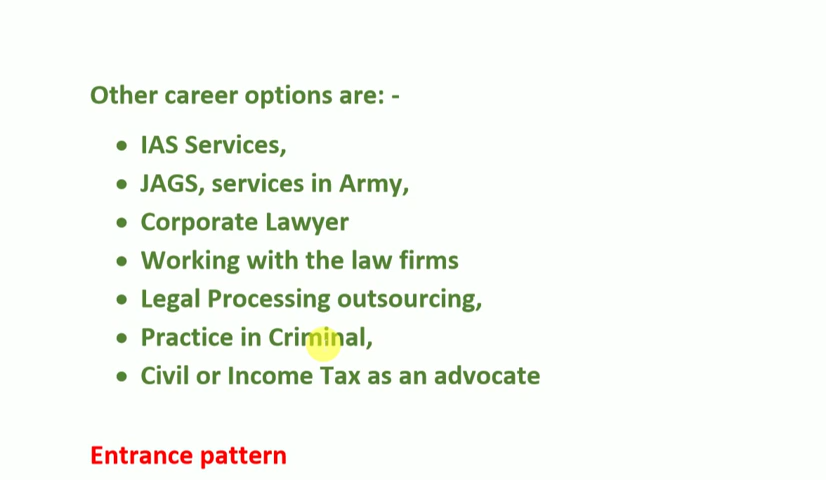 Other career options are: -
• IAS Services,
• JAGS, services in Army,
• Corporate Lawyer
• Working with the law firms
• Legal Processing outsourcing,
• Practice in Criminal,
• Civil or Income Tax as an advocate
Entrance pattern